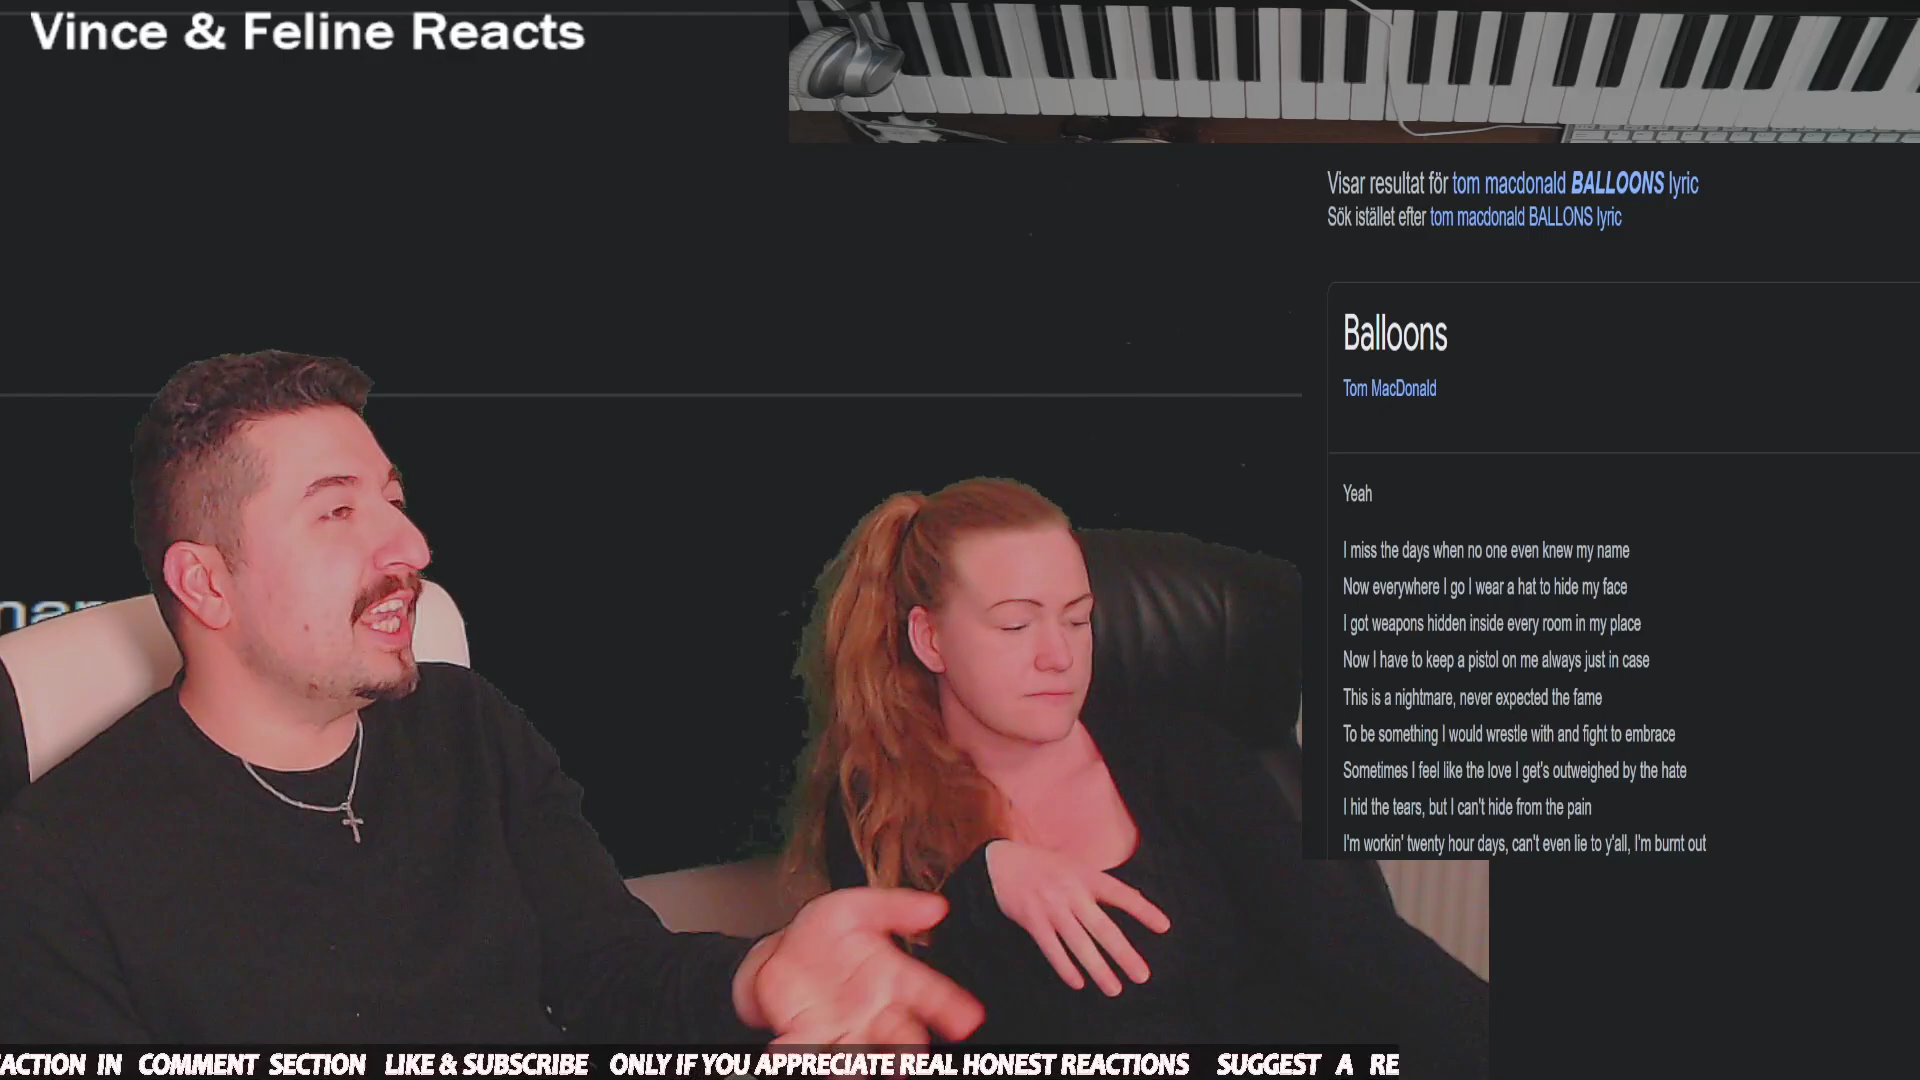 Vince & Feline Reacts
Visar resultat för tom macdonald BALLOONS lyric
Sök istället efter tom macdonald BALLONS lyric
Balloons
Tom MacDonald
Yeah
I miss the days when no one even knew my name
Now everywhere I go I wear a hat to hide my face
I got weapons hidden inside every room in my place
Now I have to keep a pistol on me always just in case
This is a nightmare, never expected the fame
To be something I would wrestle with and fight to embrace
Sometimes I feel like the love I get's outweighed by the hate
I hid the tears, but I can't hide from the pain
I'm workin' twenty hour days, can't even lie to y'all, I'm burnt out
ACTION IN COMMENT SECTION LIKE & SUBSCRIBE ONLY IF YOU APPRECIATE REAL HONEST REACTIONS SUGGEST A RE